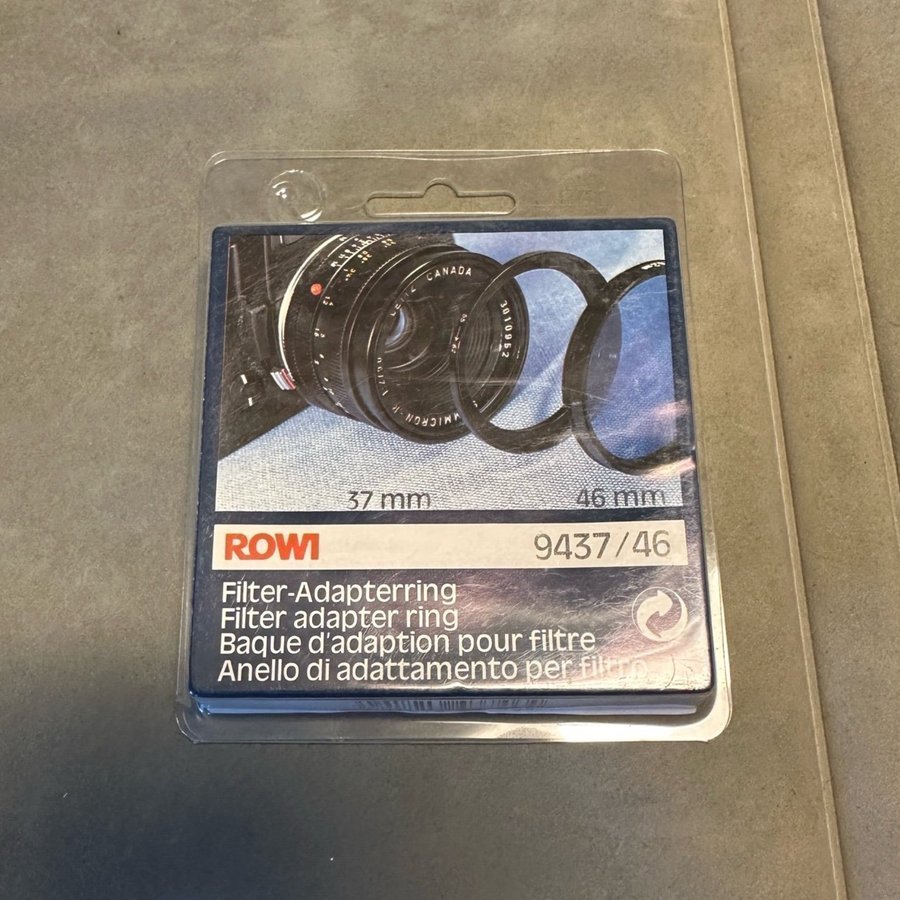 CANADA
3010952
37 mm
46 mm
ROWI
9437/46
Filter-Adapterring
Filter adapter ring
Baque d'adaption pour filtre
Anello di adattamento per filtro